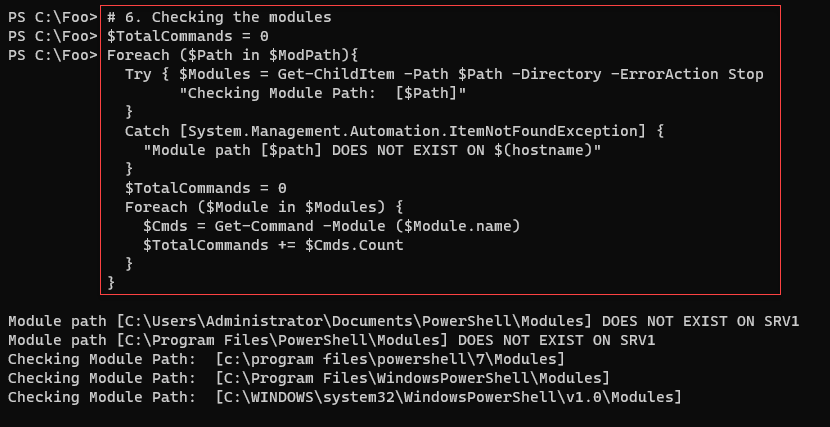 PS C:\Foo> # 6. Checking the modules
PS C:\Foo> $TotalCommands = 0
PS C:\Foo> Foreach ($Path in $ModPath){
             Try { $Modules = Get-ChildItem -Path $Path -Directory -ErrorAction Stop
                   "Checking Module Path:  [$Path]"
             }
             Catch [System.Management.Automation.ItemNotFoundException] {
               "Module path [$path] DOES NOT EXIST ON $(hostname)"
             }
             $TotalCommands = 0
             Foreach ($Module in $Modules) {
               $Cmds = Get-Command -Module ($Module.name)
               $TotalCommands += $Cmds.Count
             }
           }
Module path [C:\Users\Administrator\Documents\PowerShell\Modules] DOES NOT EXIST ON SRV1
Module path [C:\Program Files\PowerShell\Modules] DOES NOT EXIST ON SRV1
Checking Module Path:  [c:\program files\powershell\7\Modules]
Checking Module Path:  [C:\Program Files\WindowsPowerShell\Modules]
Checking Module Path:  [C:\WINDOWS\system32\WindowsPowerShell\v1.0\Modules]